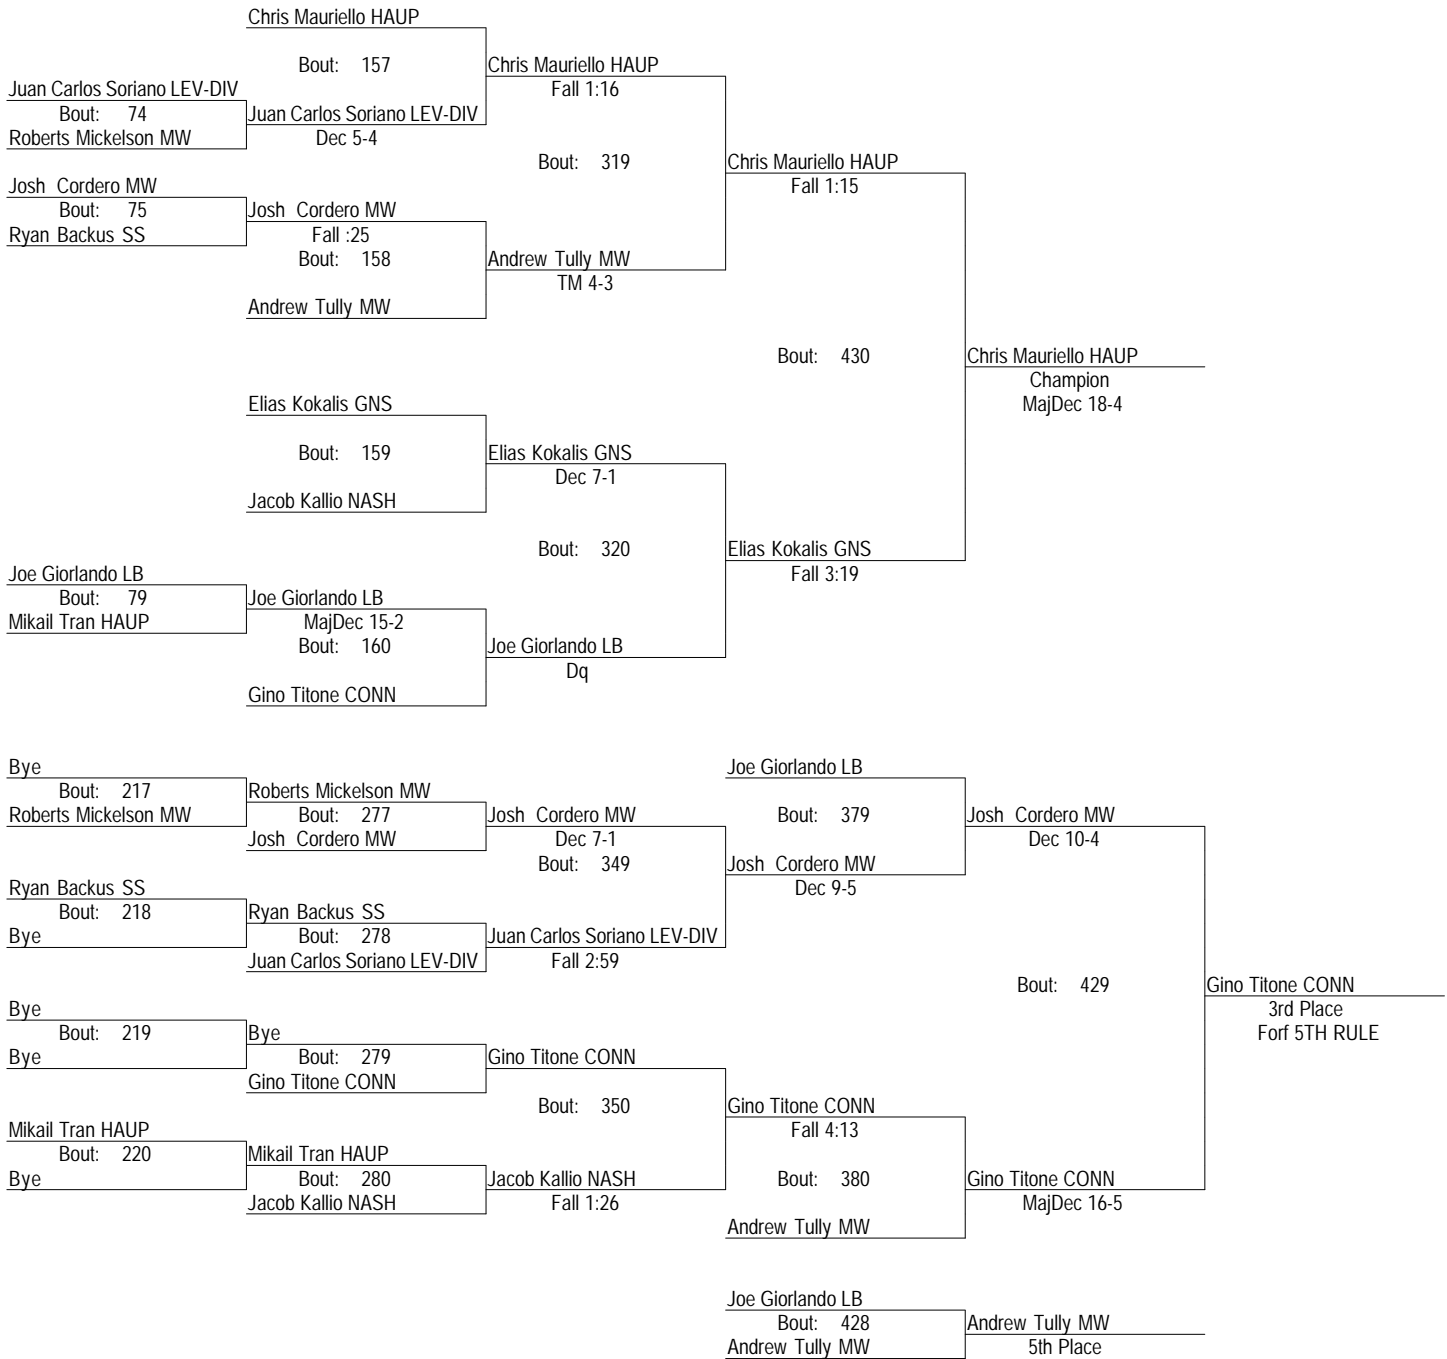 Chris Mauriello HAUP
Bout: 157
Chris Mauriello HAUP
Fall 1:16
Juan Carlos Soriano LEV-DIV
Bout: 74
Roberts Mickelson MW
Juan Carlos Soriano LEV-DIV
Dec 5-4
Bout: 319
Chris Mauriello HAUP
Fall 1:15
Josh Cordero MW
Bout: 75
Ryan Backus SS
Josh Cordero MW
Fall :25
Bout: 158
Andrew Tully MW
TM 4-3
Andrew Tully MW
Bout: 430
Chris Mauriello HAUP
Champion
MajDec 18-4
Elias Kokalis GNS
Bout: 159
Elias Kokalis GNS
Dec 7-1
Jacob Kallio NASH
Bout: 320
Elias Kokalis GNS
Fall 3:19
Joe Giorlando LB
Bout: 79
Mikail Tran HAUP
Joe Giorlando LB
MajDec 15-2
Bout: 160
Joe Giorlando LB
Dq
Gino Titone CONN
Bye
Bout: 217
Roberts Mickelson MW
Roberts Mickelson MW
Bout: 277
Josh Cordero MW
Josh Cordero MW
Dec 7-1
Bout: 349
Joe Giorlando LB
Bout: 379
Josh Cordero MW
Dec 9-5
Josh Cordero MW
Dec 10-4
Ryan Backus SS
Bout: 218
Bye
Ryan Backus SS
Bout: 278
Juan Carlos Soriano LEV-DIV
Juan Carlos Soriano LEV-DIV
Fall 2:59
Bout: 429
Gino Titone CONN
3rd Place
Forf 5TH RULE
Bye
Bout: 219
Bye
Bye
Bout: 279
Gino Titone CONN
Gino Titone CONN
Bout: 350
Gino Titone CONN
Fall 4:13
Mikail Tran HAUP
Bout: 220
Bye
Mikail Tran HAUP
Bout: 280
Jacob Kallio NASH
Jacob Kallio NASH
Fall 1:26
Bout: 380
Andrew Tully MW
Gino Titone CONN
MajDec 16-5
Joe Giorlando LB
Bout: 428
Andrew Tully MW
Andrew Tully MW
5th Place